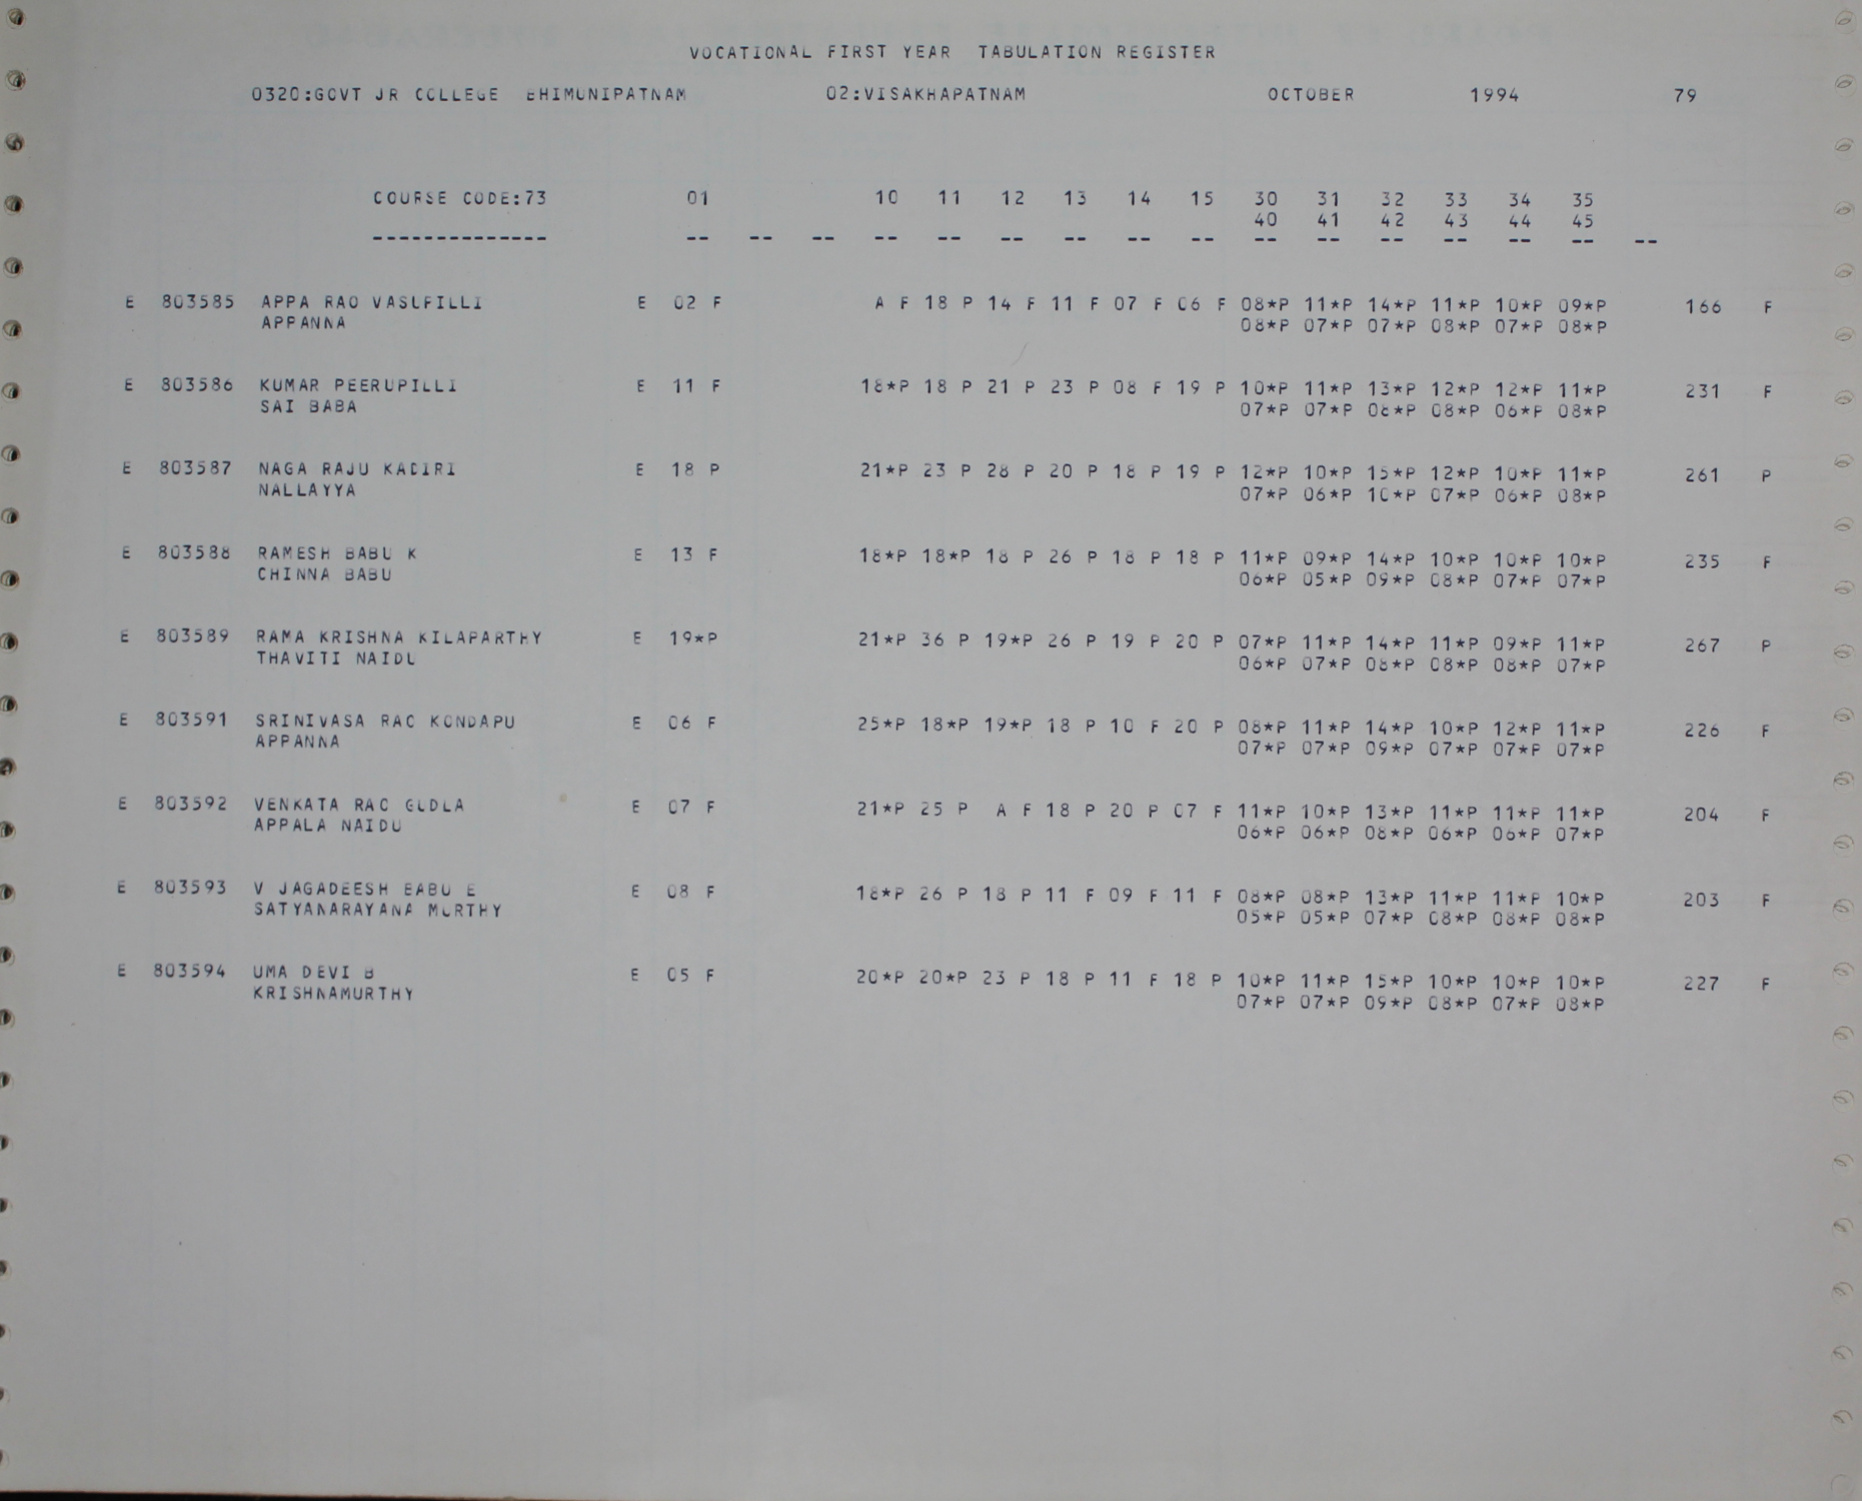 VOCATIONAL FIRST YEAR TABULATION REGISTER
0320:GOVT JR COLLEGE BHIMUNIPATNAM 02:VISAKHAPATNAM OCTOBER 1994 79
COURSE CODE:73 01 10 11 12 13 14 15 30 31 32 33 34 35
40 41 42 43 44 45
-------------- -- -- -- -- -- -- -- -- -- -- -- -- -- -- -- --
E 803585 APPA RAO VASUPILLI E 02 F A F 18 P 14 F 11 F 07 F 06 F 08*P 11*P 14*P 11*P 10*P 09*P 166 F
APPANNA 08*P 07*P 07*P 08*P 07*P 08*P
E 803586 KUMAR PEERUPILLI E 11 F 18*P 18 P 21 P 23 P 08 F 19 P 10*P 11*P 13*P 12*P 12*P 11*P 231 F
SAI BABA 07*P 07*P 08*P 08*P 06*P 08*P
E 803587 NAGA RAJU KADIRI E 18 P 21*P 23 P 28 P 20 P 18 P 19 P 12*P 10*P 15*P 12*P 10*P 11*P 261 P
NALLAYYA 07*P 06*P 10*P 07*P 06*P 08*P
E 803588 RAMESH BABU K E 13 F 18*P 18*P 18 P 26 P 18 P 18 P 11*P 09*P 14*P 10*P 10*P 10*P 235 F
CHINNA BABU 06*P 05*P 09*P 08*P 07*P 07*P
E 803589 RAMA KRISHNA KILAPARTHY E 19*P 21*P 36 P 19*P 26 P 19 P 20 P 07*P 11*P 14*P 11*P 09*P 11*P 267 P
THAVITI NAIDU 06*P 07*P 08*P 08*P 08*P 07*P
E 803591 SRINIVASA RAO KONDAPU E 06 F 25*P 18*P 19*P 18 P 10 F 20 P 08*P 11*P 14*P 10*P 12*P 11*P 226 F
APPANNA 07*P 07*P 09*P 07*P 07*P 07*P
E 803592 VENKATA RAO GUDLA E 07 F 21*P 25 P A F 18 P 20 P 07 F 11*P 10*P 13*P 11*P 11*P 11*P 204 F
APPALA NAIDU 06*P 06*P 08*P 06*P 06*P 07*P
E 803593 V JAGADEESH BABU E E 08 F 18*P 26 P 18 P 11 F 09 F 11 F 08*P 08*P 13*P 11*P 11*P 10*P 203 F
SATYANARAYANA MURTHY 05*P 05*P 07*P 08*P 08*P 08*P
E 803594 UMA DEVI B E 05 F 20*P 20*P 23 P 18 P 11 F 18 P 10*P 11*P 15*P 10*P 10*P 10*P 227 F
KRISHNAMURTHY 07*P 07*P 09*P 08*P 07*P 08*P